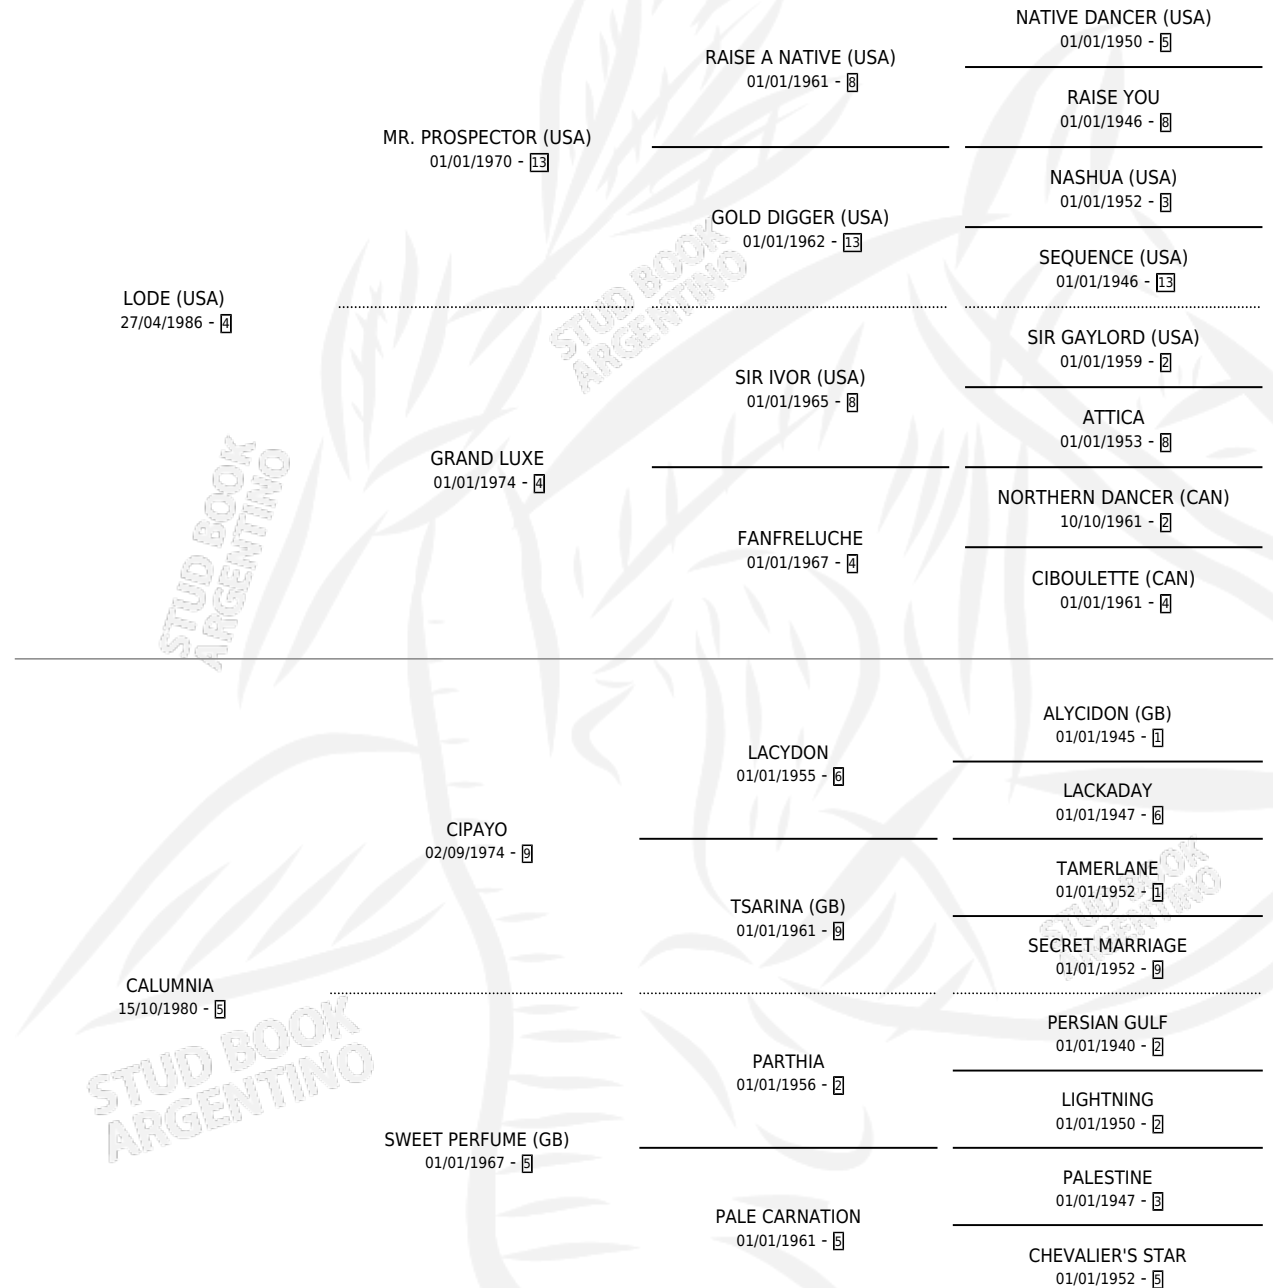 NATIVE DANCER (USA)
01/01/1950 - 5
RAISE A NATIVE (USA)
01/01/1961 - 8
RAISE YOU
01/01/1946 - 8
MR. PROSPECTOR (USA)
01/01/1970 - 13
NASHUA (USA)
01/01/1952 - 3
GOLD DIGGER (USA)
01/01/1962 - 13
SEQUENCE (USA)
01/01/1946 - 13
LODE (USA)
27/04/1986 - 4
STUD BOOK
ARGENTINO
SIR GAYLORD (USA)
01/01/1959 - 2
SIR IVOR (USA)
01/01/1965 - 8
ATTICA
01/01/1953 - 8
GRAND LUXE
01/01/1974 - 4
NORTHERN DANCER (CAN)
10/10/1961 - 2
FANFRELUCHE
01/01/1967 - 4
CIBOULETTE (CAN)
01/01/1961 - 4
STUD BOOK
ARGENTINO
ALYCIDON (GB)
01/01/1945 - 1
LACYDON
01/01/1955 - 6
LACKADAY
01/01/1947 - 6
CIPAYO
02/09/1974 - 9
TAMERLANE
01/01/1952 - 1
TSARINA (GB)
01/01/1961 - 9
STUD BOOK
ARGENTINO
SECRET MARRIAGE
01/01/1952 - 9
CALUMNIA
15/10/1980 - 5
STUD BOOK
ARGENTINO
PERSIAN GULF
01/01/1940 - 2
PARTHIA
01/01/1956 - 2
LIGHTNING
01/01/1950 - 2
SWEET PERFUME (GB)
01/01/1967 - 5
PALESTINE
01/01/1947 - 3
PALE CARNATION
01/01/1961 - 5
CHEVALIER'S STAR
01/01/1952 - 5